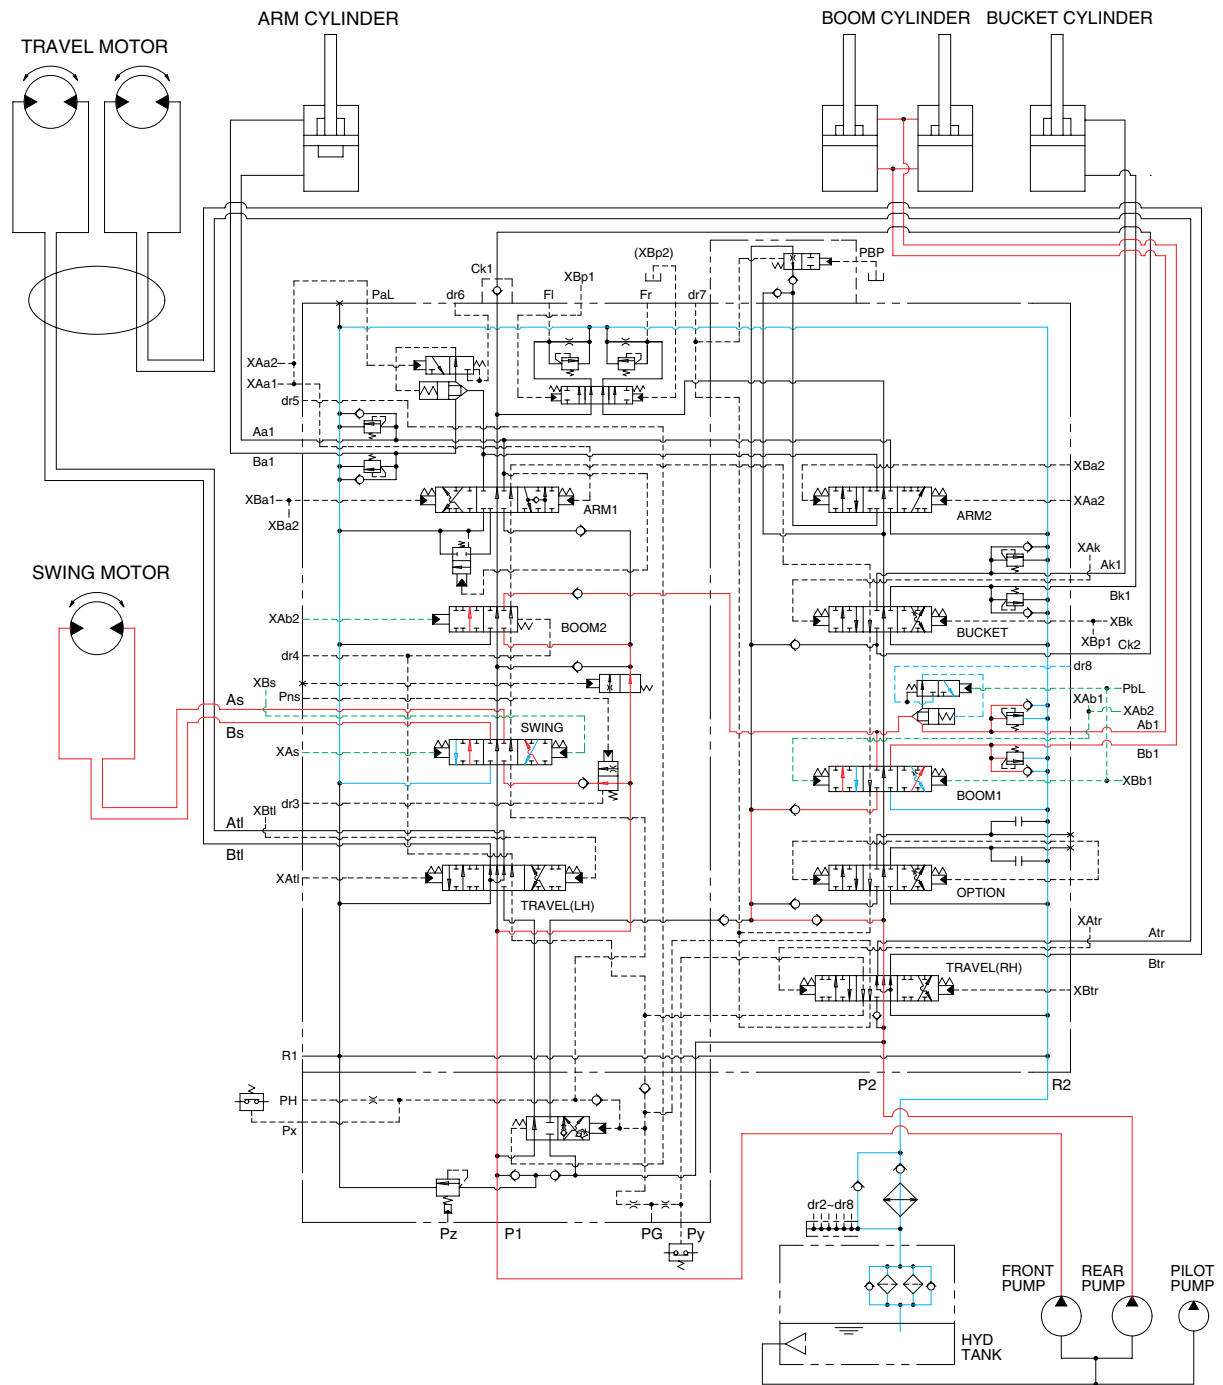 ARM CYLINDER
BOOM CYLINDER
BUCKET CYLINDER
TRAVEL MOTOR
(XBp2)
PBP
Ck1
XBp1
PaL
dr6
Fl
Fr
dr7
XAa2
XAa1
dr5
Aa1
Ba1
XBa2
XBa1
XAa2
ARM1
ARM2
XBa2
XAk
Ak1
SWING MOTOR
Bk1
XAb2
XBk
BOOM2
BUCKET
XBp1
Ck2
dr4
dr8
XBs
PbL
Pns
XAb1
As
XAb2
SWING
Ab1
Bs
XAs
Bb1
XBb1
BOOM1
dr3
XBtl
Atl
Btl
XAtl
OPTION
TRAVEL(LH)
XAtr
Atr
TRAVEL(RH)
Btr
XBtr
R1
P2
R2
PH
Px
dr2~dr8
Pz
P1
PG
Py
FRONT
PUMP
REAR
PUMP
PILOT
PUMP
HYD
TANK